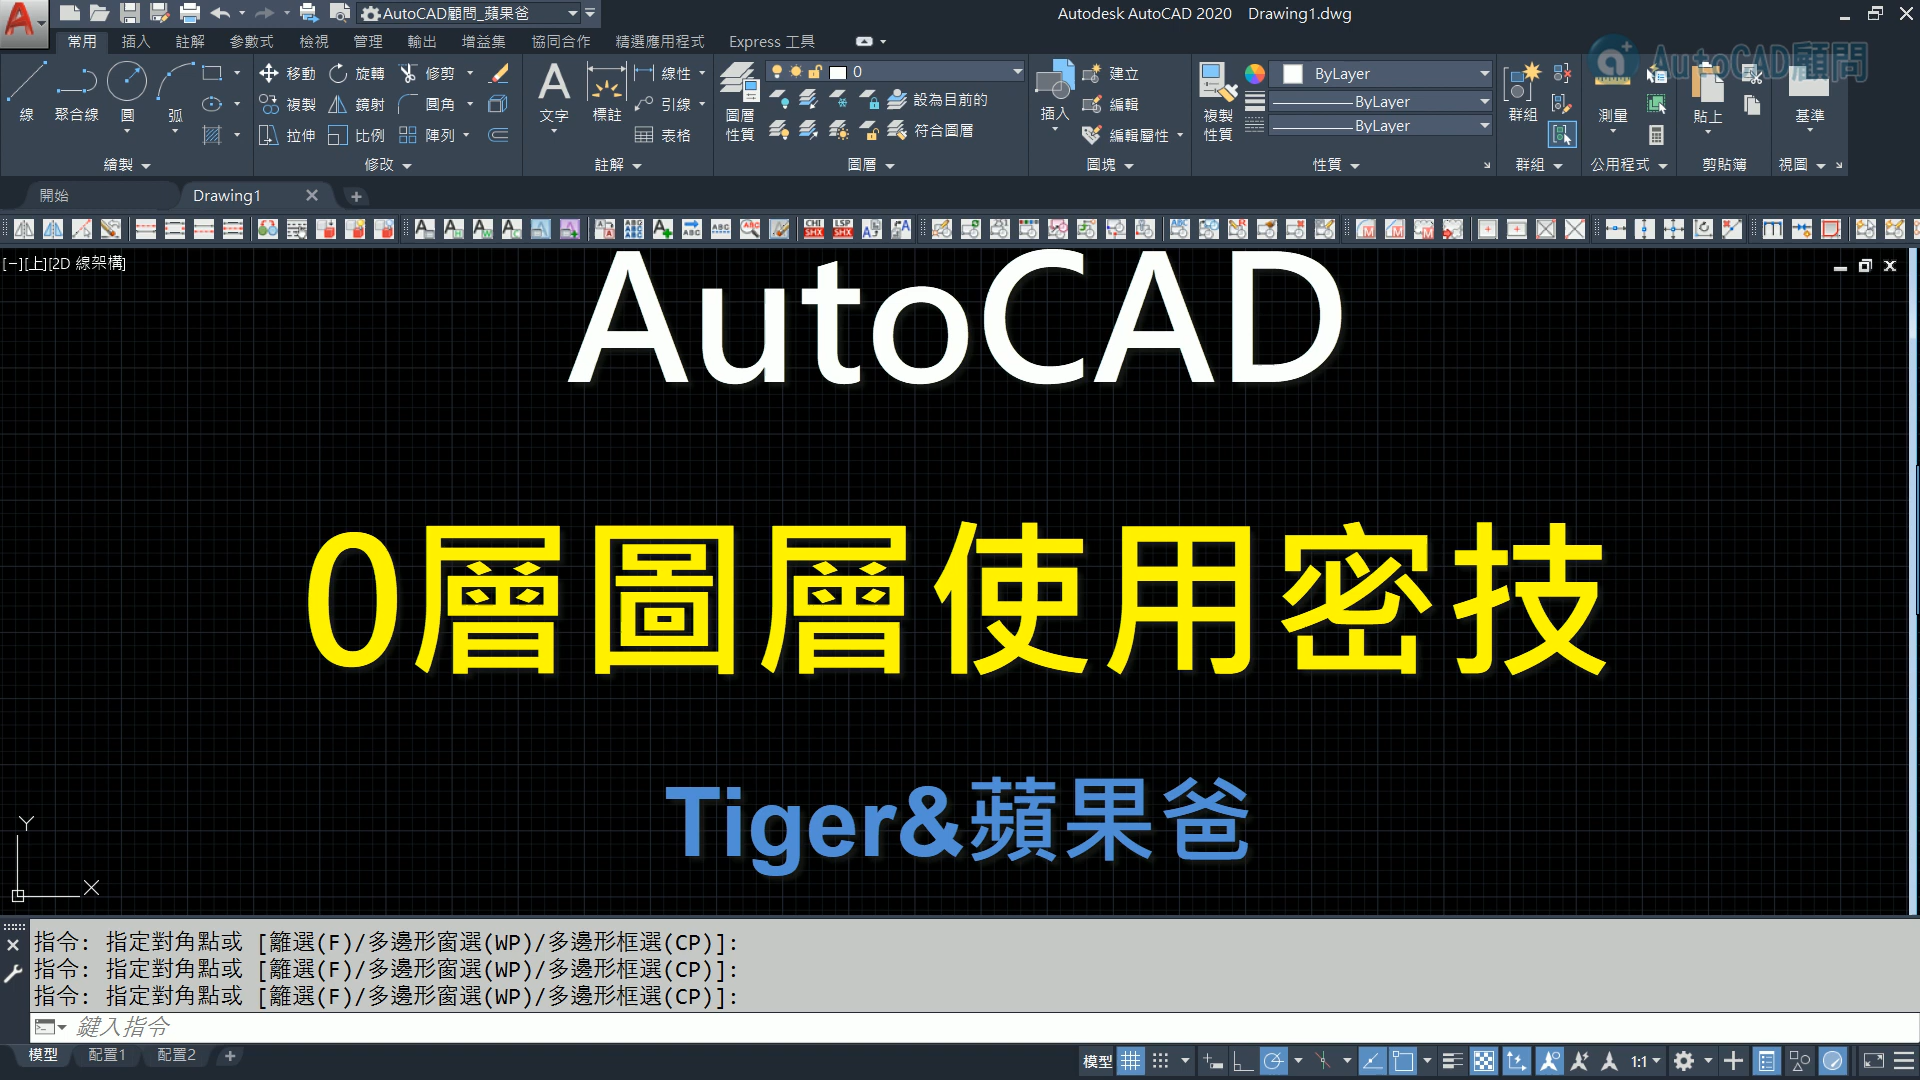 AutoCAD顧問_蘋果爸
Autodesk AutoCAD 2020 Drawing1.dwg
常用 插入 註解 參數式 檢視 管理 輸出 增益集 協同合作 精選應用程式 Express 工具
AutoCAD顧問
線 聚合線 圓 弧
移動 旋轉 修剪
複製 鏡射 圓角
拉伸 比例 陣列
文字 標註
線性
引線
表格
圖層
性質
0
設為目前的
符合圖層
插入
建立
編輯
編輯屬性
複製
性質
ByLayer
ByLayer
ByLayer
群組
測量
貼上
基準
繪製 修改 註解 圖層 圖塊 性質 群組 公用程式 剪貼簿 視圖
開始 Drawing1
[−][上][2D 線架構]
AutoCAD
0層圖層使用密技
Tiger&蘋果爸
Y
X
指令: 指定對角點或 [籬選(F)/多邊形窗選(WP)/多邊形框選(CP)]:
指令: 指定對角點或 [籬選(F)/多邊形窗選(WP)/多邊形框選(CP)]:
指令: 指定對角點或 [籬選(F)/多邊形窗選(WP)/多邊形框選(CP)]:
鍵入指令
模型 配置1 配置2
模型 1:1